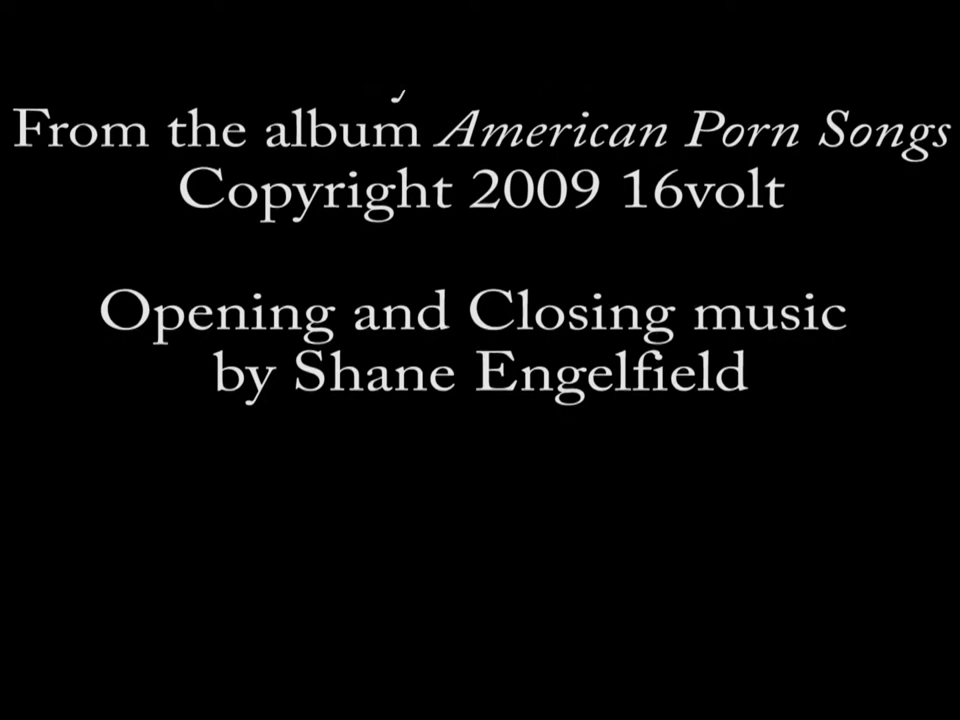 From the album American Porn Songs
Copyright 2009 16volt
Opening and Closing music
by Shane Engelfield